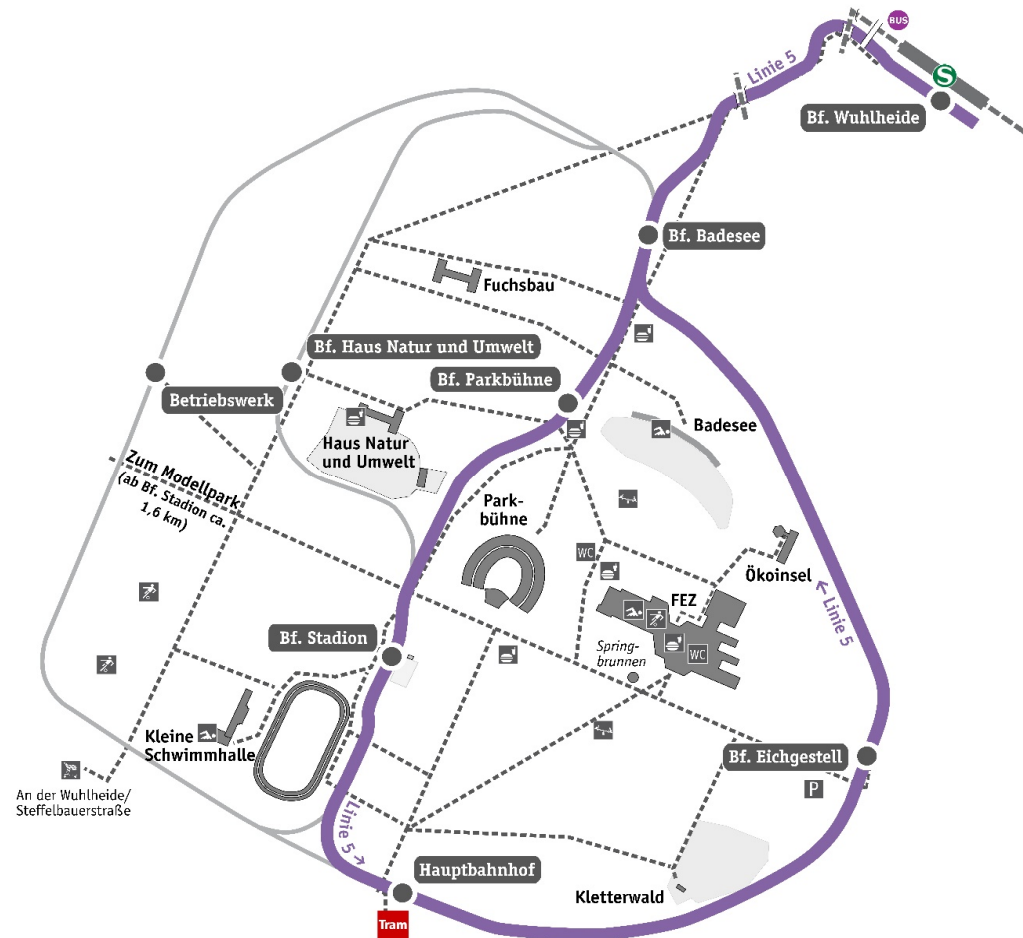 BUS
Linie 5
S
Bf. Wuhlheide
Bf. Badesee
Fuchsbau
Bf. Haus Natur und Umwelt
Bf. Parkbühne
Betriebswerk
Haus Natur
und Umwelt
Badesee
Zum Modellpark
(ab Bf. Stadion ca.
1,6 km)
Park-
bühne
WC
Ökoinsel
FEZ
← Linie 5
Bf. Stadion
Spring-
brunnen
WC
Kleine
Schwimmhalle
Bf. Eichgestell
P
An der Wuhlheide/
Steffelbauerstraße
Linie 5 →
Hauptbahnhof
Kletterwald
Tram